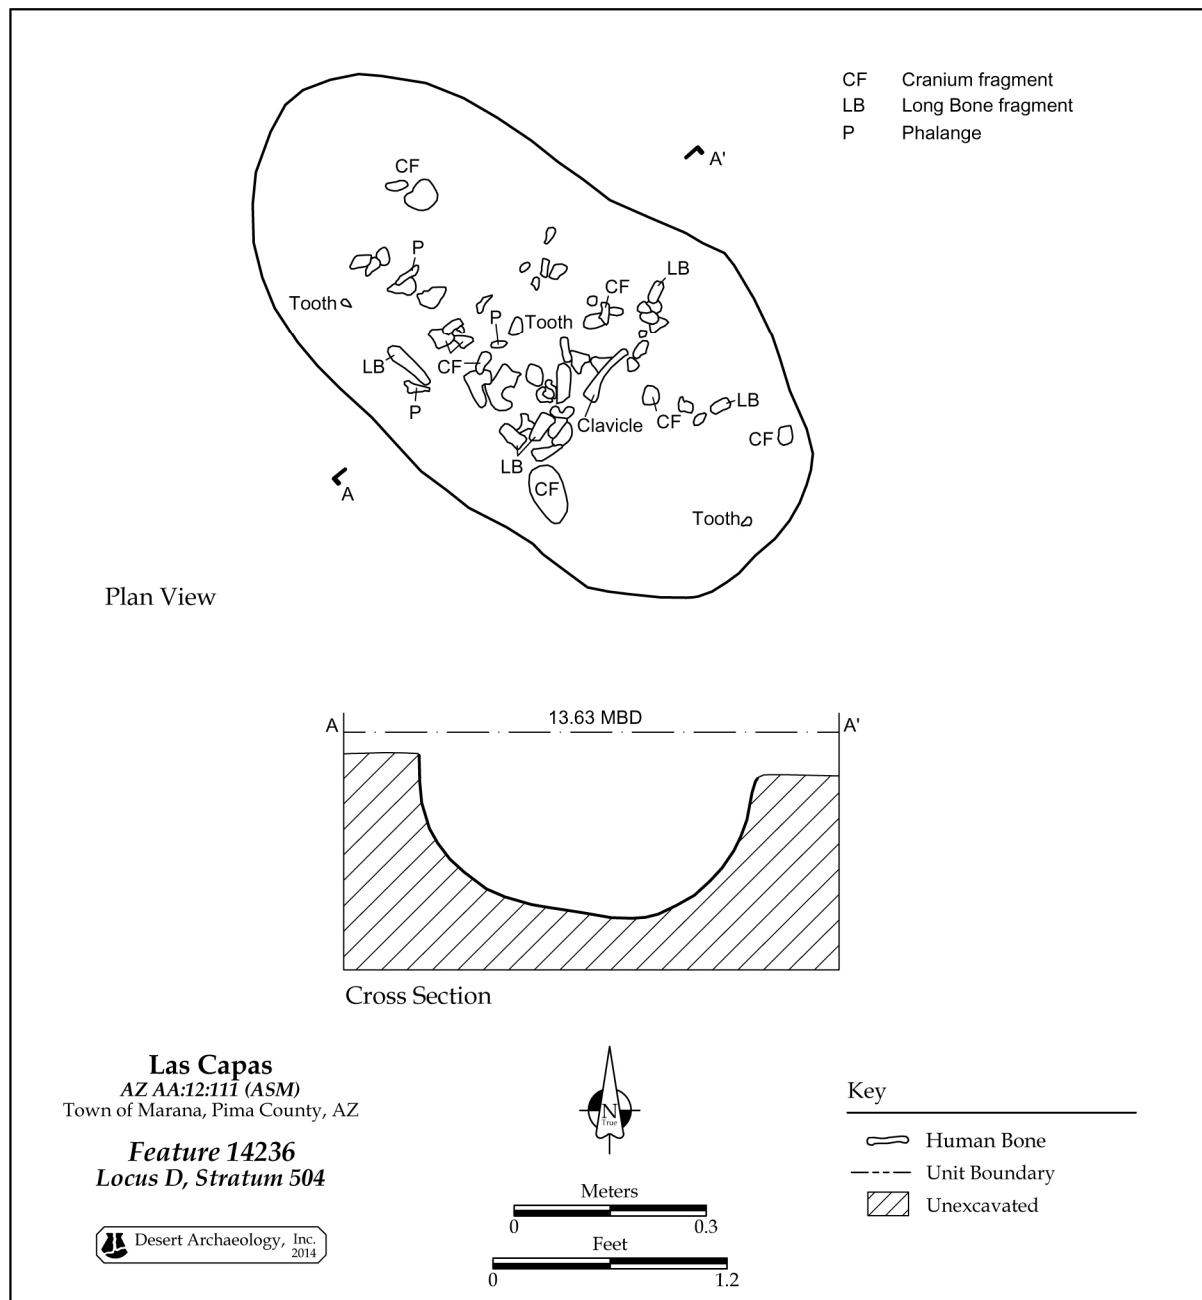 CF Cranium fragment
LB Long Bone fragment
P Phalange
A'
CF
P
LB
Tooth
CF
P
Tooth
LB
CF
P
Clavicle
CF
LB
CF
LB
CF
A
Tooth
Plan View
A
13.63 MBD
A'
Cross Section
Las Capas
AZ AA:12:111 (ASM)
Town of Marana, Pima County, AZ
Feature 14236
Locus D, Stratum 504
Desert Archaeology, Inc.
2014
N
True
Meters
0 0.3
Feet
0 1.2
Key
Human Bone
Unit Boundary
Unexcavated